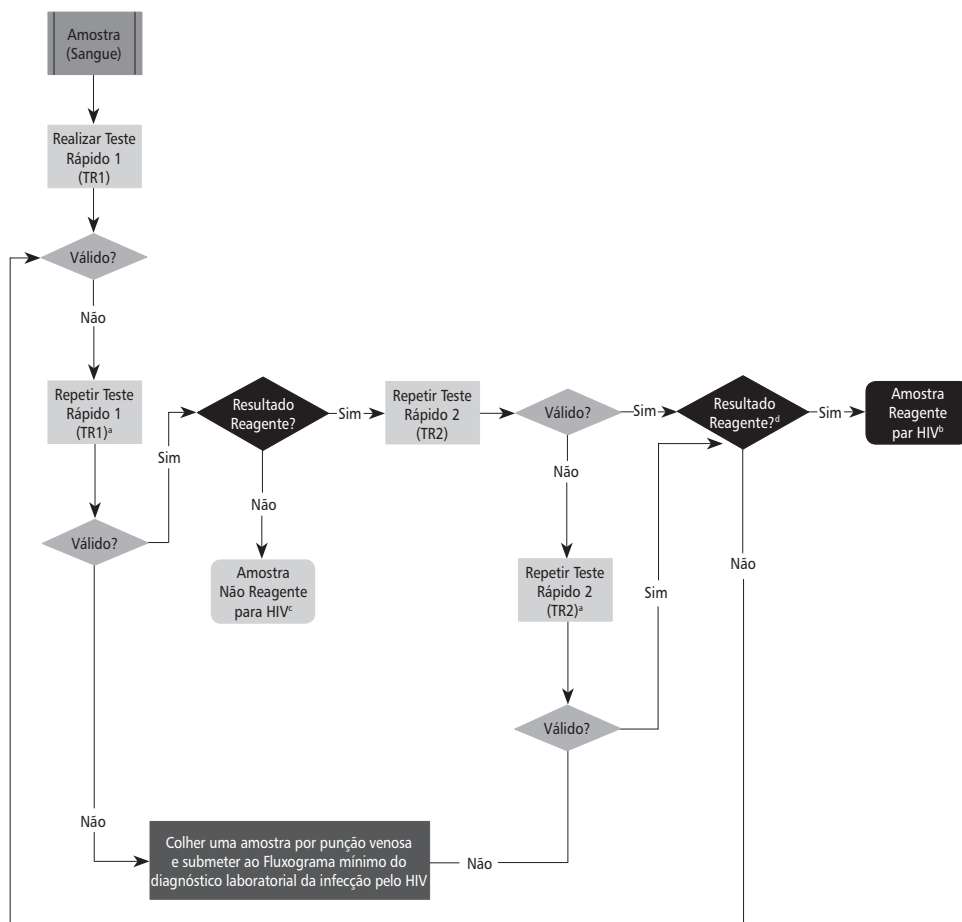 Amostra
(Sangue)
Realizar Teste
Rápido 1
(TR1)
Válido?
Não
Repetir Teste
Rápido 1
(TR1)ᵃ
Sim
Válido?
Não
Resultado
Reagente?
Sim
Não
Amostra
Não Reagente
para HIVᶜ
Repetir Teste
Rápido 2
(TR2)
Válido?
Sim
Não
Repetir Teste
Rápido 2
(TR2)ᵃ
Válido?
Sim
Não
Resultado
Reagente?ᵈ
Sim
Não
Amostra
Reagente
par HIVᵇ
Colher uma amostra por punção venosa
e submeter ao Fluxograma mínimo do
diagnóstico laboratorial da infecção pelo HIV